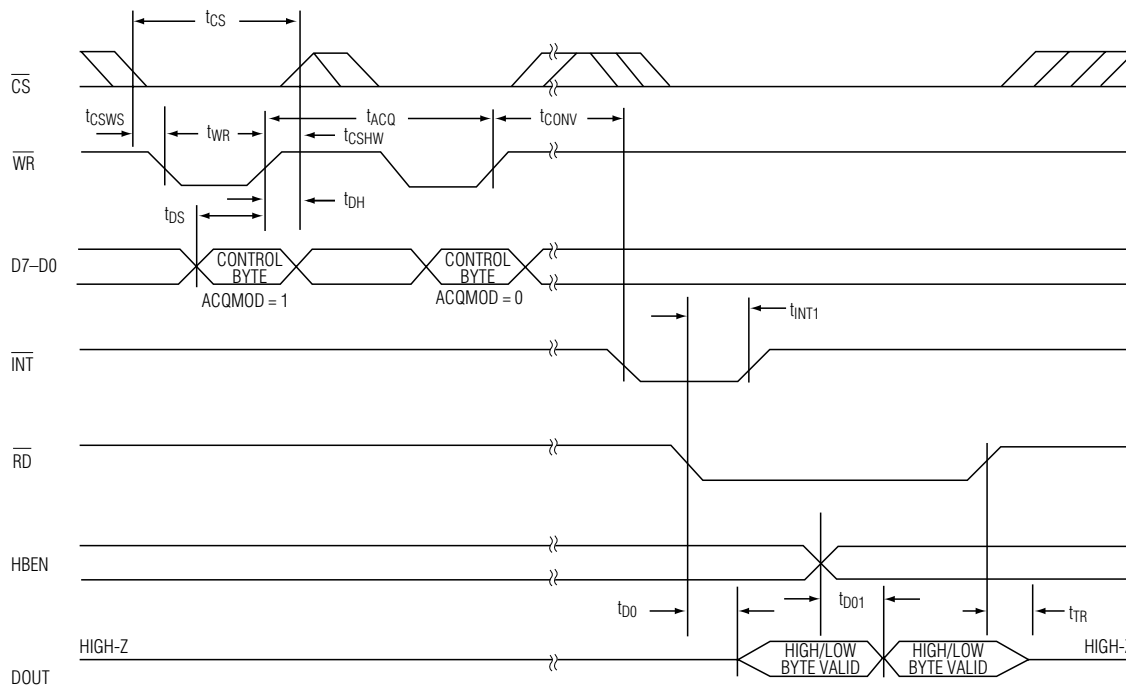 tCS
CS
tCSWS
tWR
tACQ
tCSHW
tCONV
WR
tDH
tDS
D7–D0
CONTROL
BYTE
CONTROL
BYTE
ACQMOD = 1
ACQMOD = 0
tINT1
INT
RD
HBEN
tD0
tD01
tTR
HIGH-Z
HIGH/LOW
BYTE VALID
HIGH/LOW
BYTE VALID
HIGH-Z
DOUT